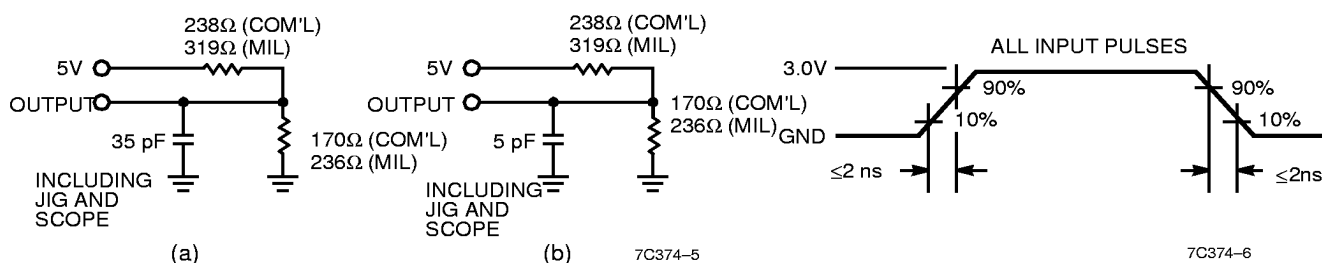 238Ω (COM'L)
319Ω (MIL)
5V
OUTPUT
35 pF
170Ω (COM'L)
236Ω (MIL)
INCLUDING
JIG AND
SCOPE
(a)
238Ω (COM'L)
319Ω (MIL)
5V
OUTPUT
5 pF
170Ω (COM'L)
236Ω (MIL)
INCLUDING
JIG AND
SCOPE
(b)
7C374–5
ALL INPUT PULSES
3.0V
90%
10%
GND
≤2 ns
90%
10%
≤2ns
7C374–6